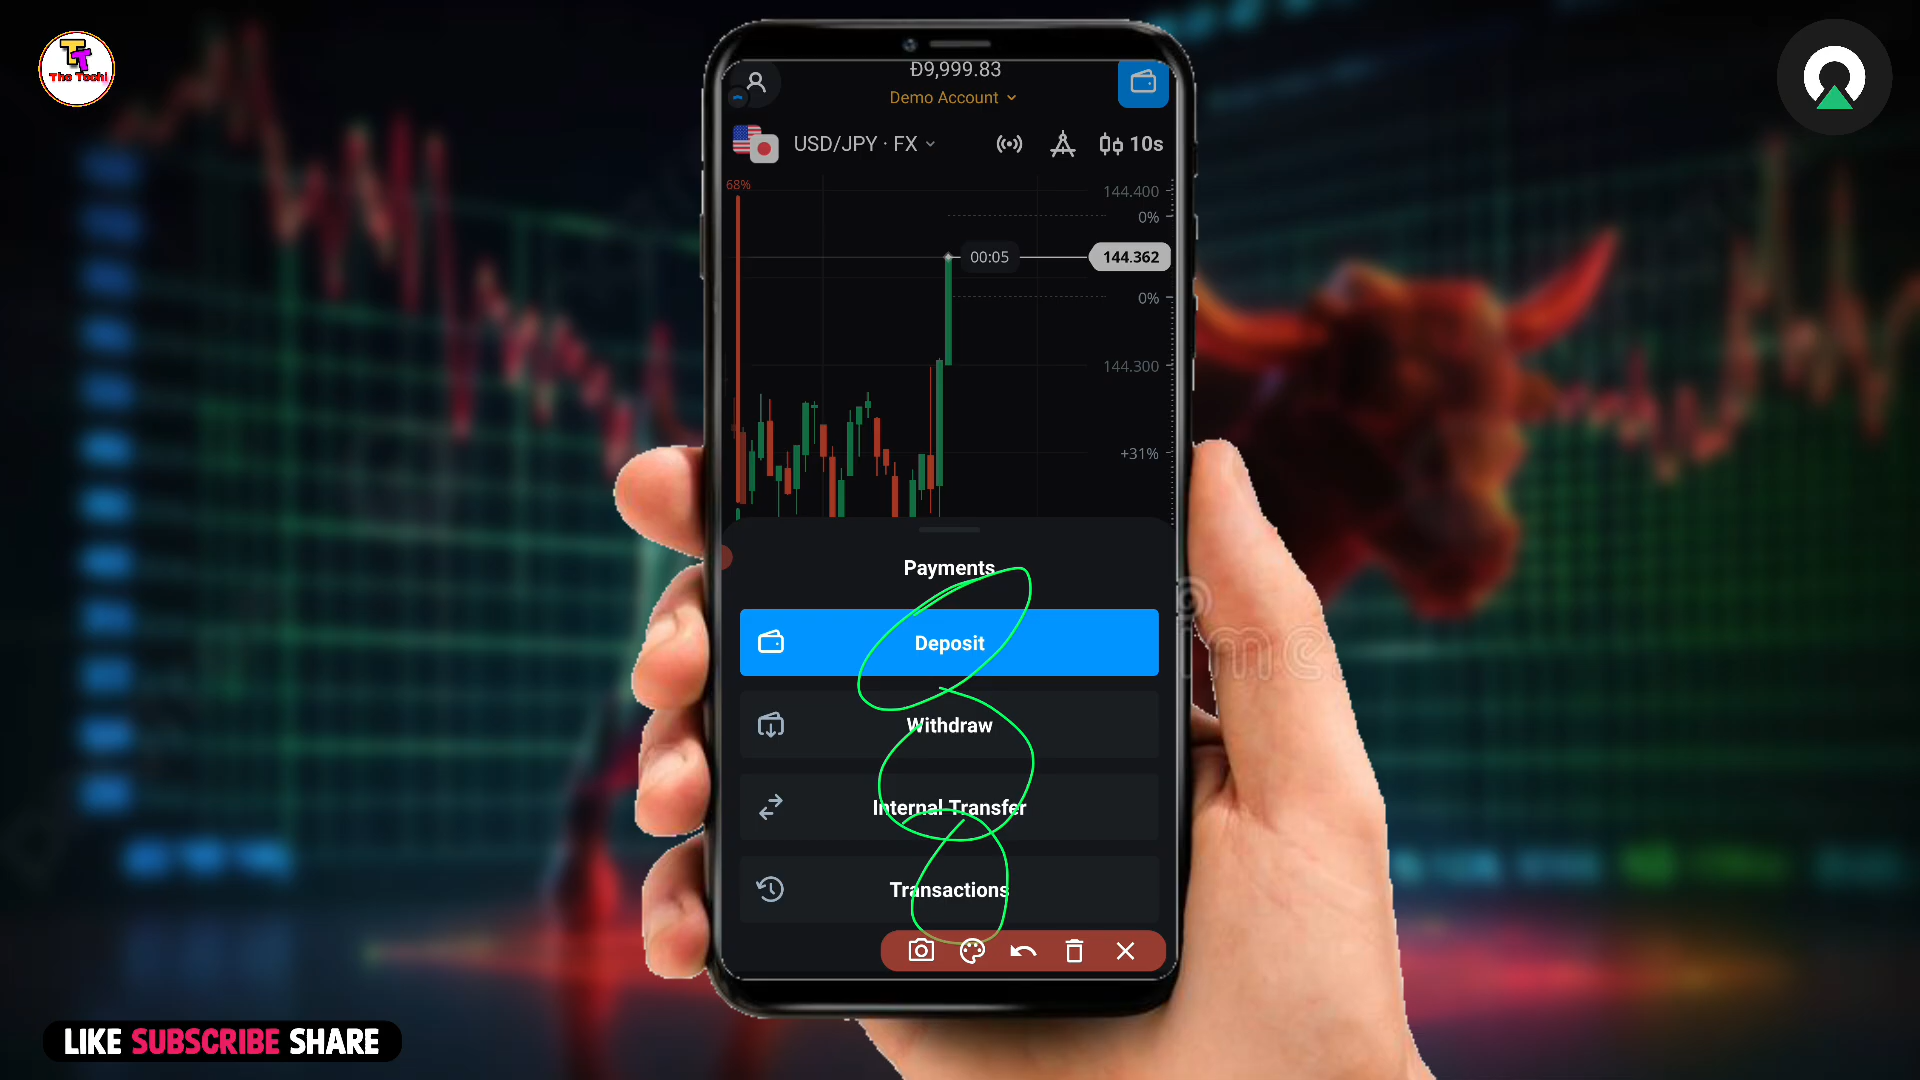 TT
The Tech!
Đ9,999.83
Demo Account
USD/JPY · FX
10s
68%
144.400
0%
00:05
144.362
0%
144.300
+31%
Payments
Deposit
Withdraw
Internal Transfer
Transactions
LIKE SUBSCRIBE SHARE